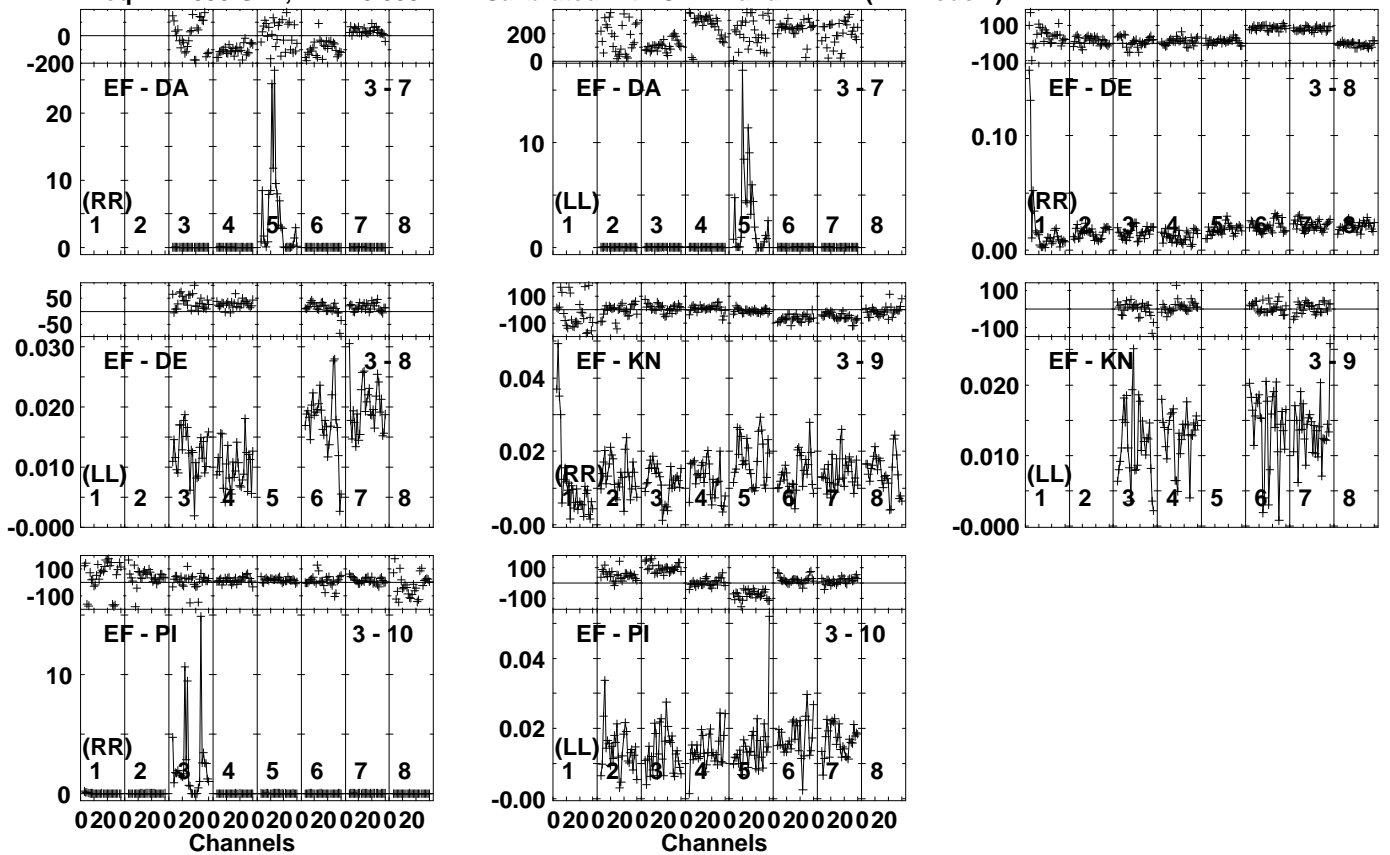 0
-200
EF - DA 3 - 7
20
10
0
(RR)
1 2 3 4 5 6 7 8
200
0
EF - DA 3 - 7
10
0
(LL)
1 2 3 4 5 6 7 8
100
-100
EF - DE 3 - 8
0.10
0.00
(RR)
1 2 3 4 5 6 7 8
50
-50
0.030
EF - DE 3 - 8
0.020
0.010
-0.000
(LL)
1 2 3 4 5 6 7 8
100
-100
EF - KN 3 - 9
0.04
0.02
-0.00
(RR)
1 2 3 4 5 6 7 8
100
-100
EF - KN 3 - 9
0.020
0.010
-0.000
(LL)
1 2 3 4 5 6 7 8
100
-100
EF - PI 3 - 10
10
0
(RR)
1 2 3 4 5 6 7 8
0 20 0 20 0 20 0 20 0 20 0 20 0 20 0 20
Channels
100
-100
EF - PI 3 - 10
0.04
0.02
-0.00
(LL)
1 2 3 4 5 6 7 8
0 20 0 20 0 20 0 20 0 20 0 20 0 20 0 20
Channels